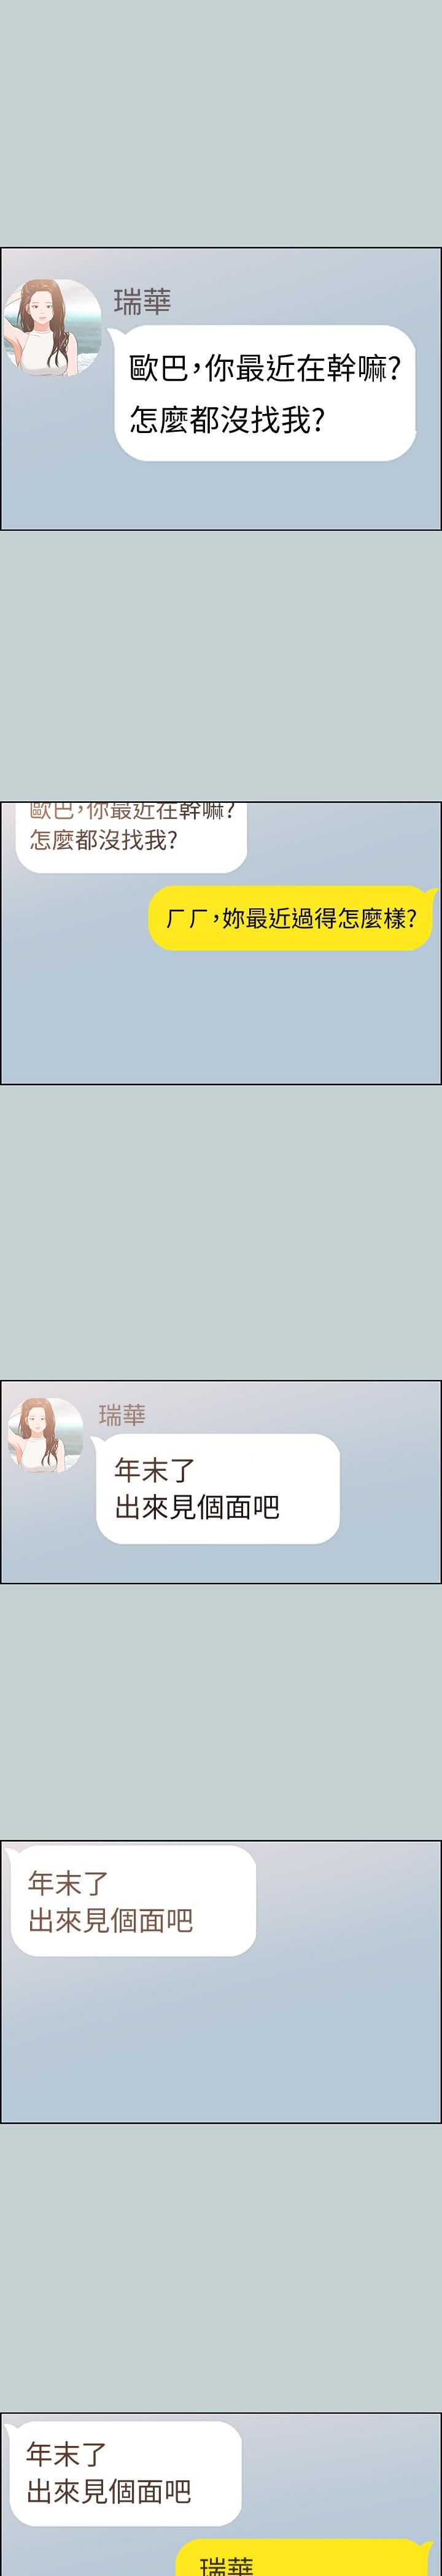 瑞華
歐巴,你最近在幹嘛?
怎麼都沒找我?
歐巴,你最近在幹嘛?
怎麼都沒找我?
ㄏㄏ,妳最近過得怎麼樣?
瑞華
年末了
出來見個面吧
年末了
出來見個面吧
年末了
出來見個面吧
瑞華